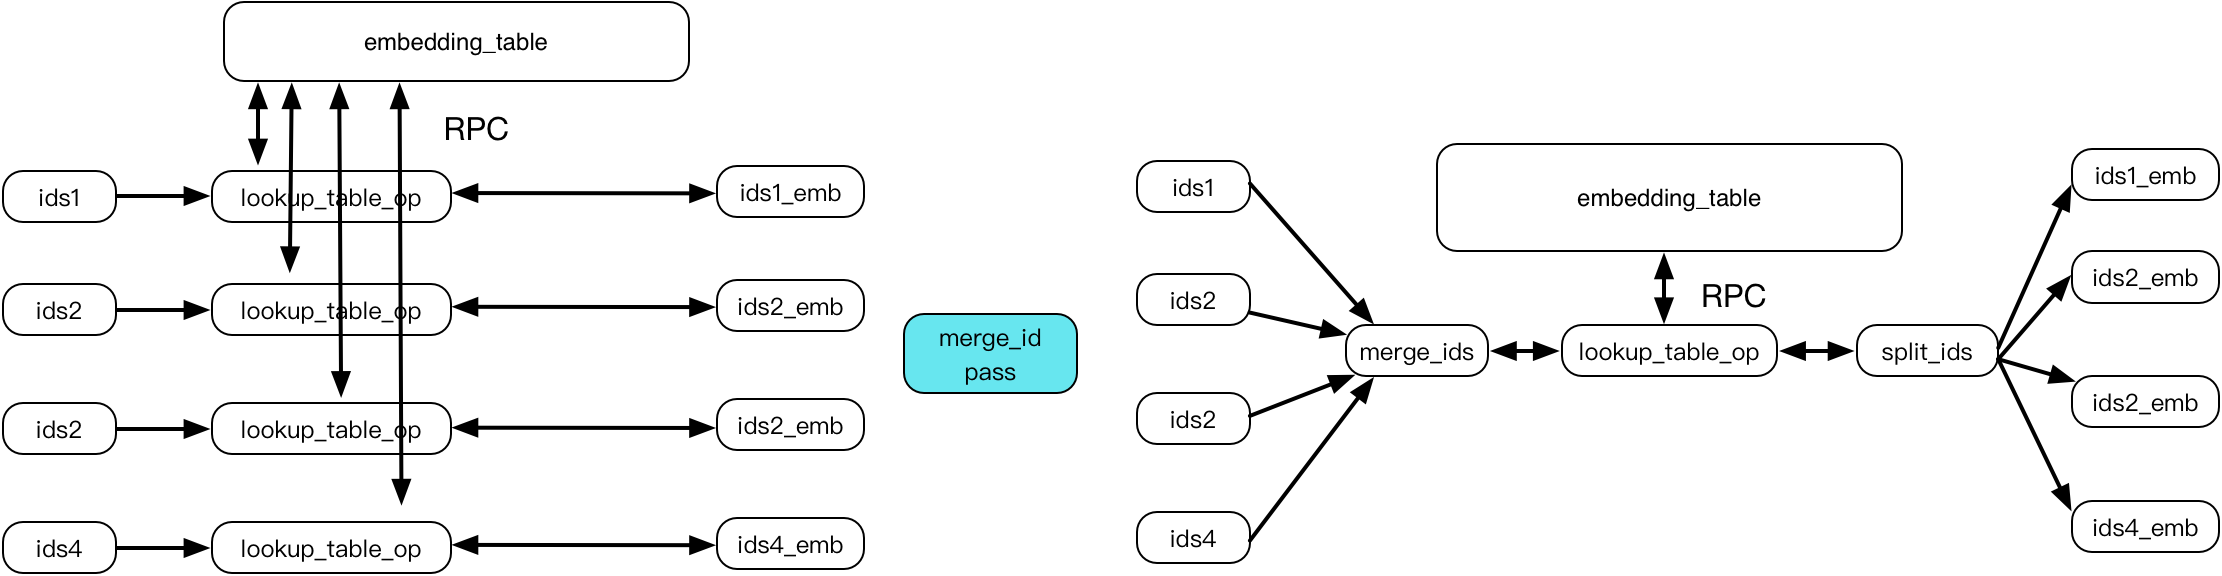 embedding_table
RPC
ids1
lookup_table_op
ids1_emb
ids2
lookup_table_op
ids2_emb
ids2
lookup_table_op
ids2_emb
ids4
lookup_table_op
ids4_emb
merge_id
pass
ids1
ids2
ids2
ids4
embedding_table
RPC
merge_ids
lookup_table_op
split_ids
ids1_emb
ids2_emb
ids2_emb
ids4_emb